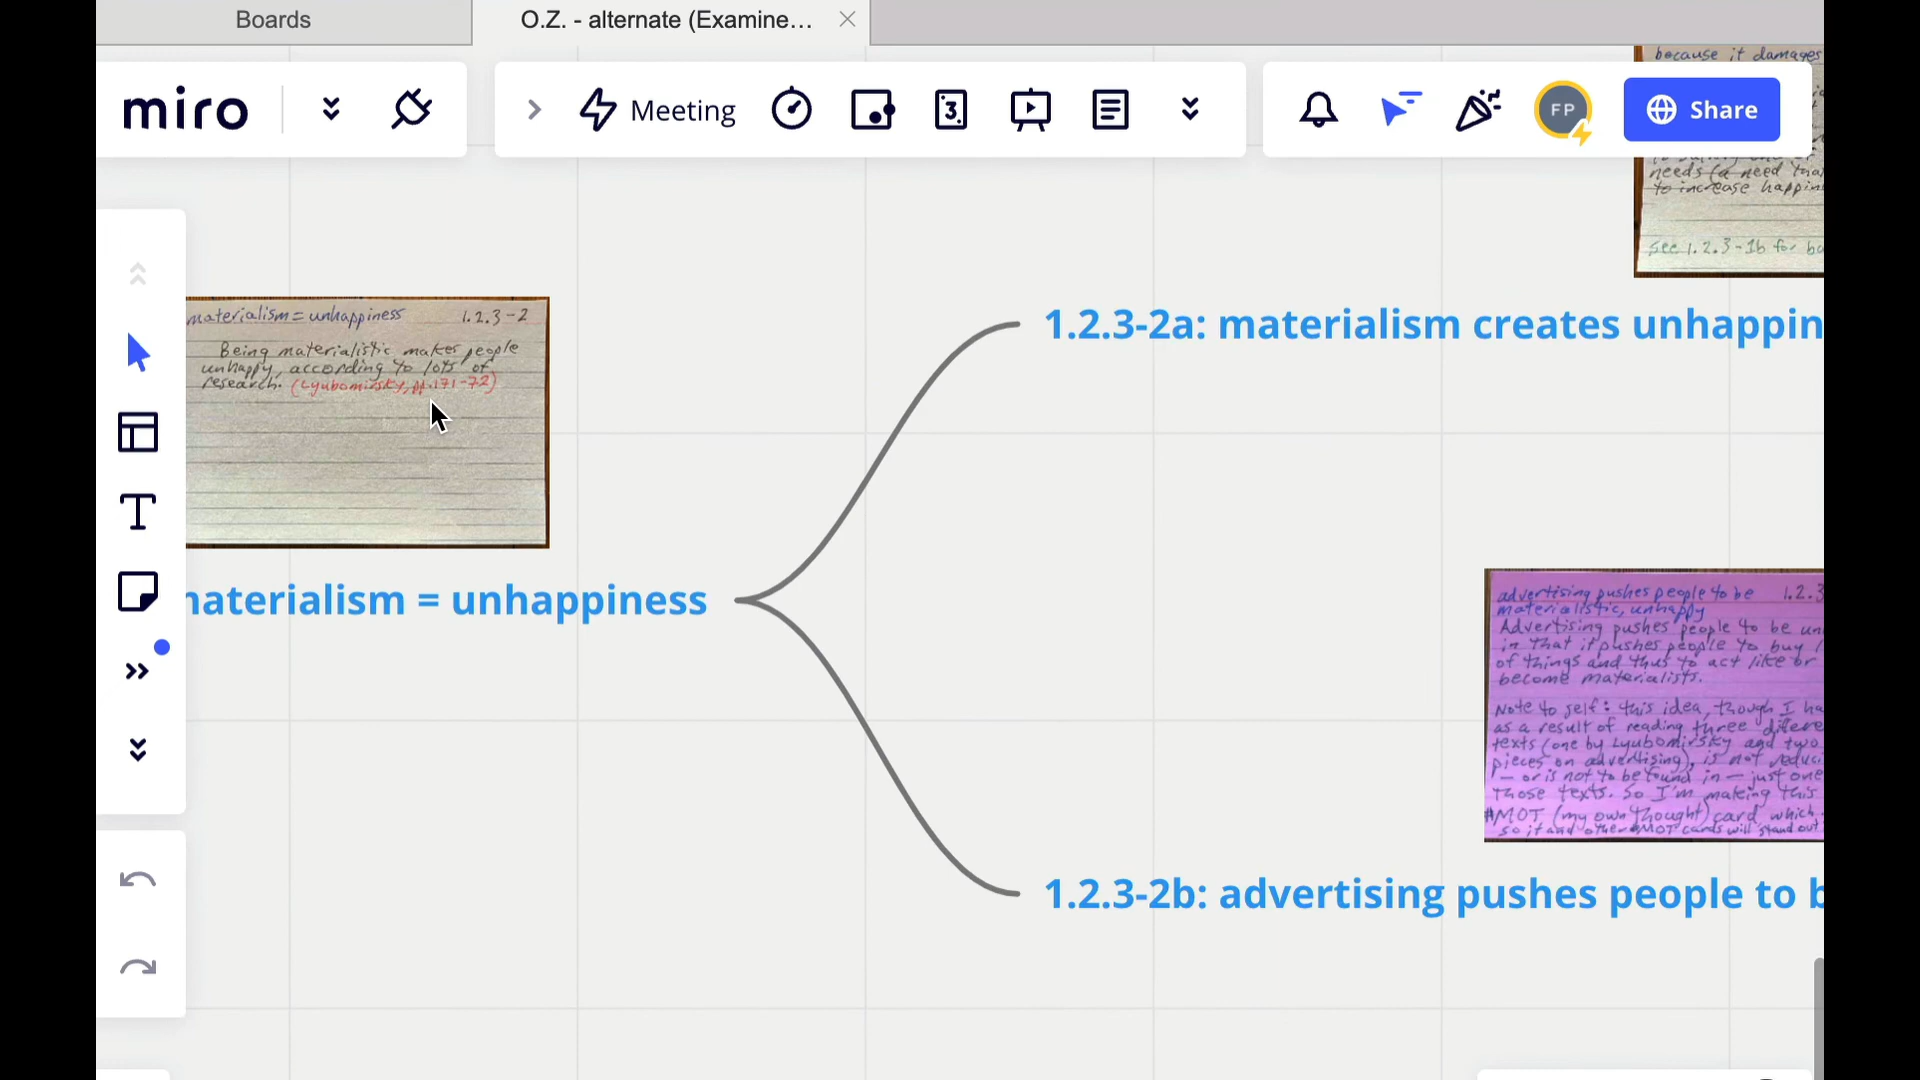 Boards
O.Z. - alternate (Examine...
miro
Meeting
3
FP
Share
because it damages
needs (a need that
to increase happin
see 1.2.3-1b for ba
materialism = unhappiness 1.2.3-2
Being materialistic makes people
unhappy, according to lots of
research. (Lyubomirsky, pp. 171-72)
1.2.3-2a: materialism creates unhappin
materialism = unhappiness
advertising pushes people to be 1.2.3
materialistic, unhappy
Advertising pushes people to be un
in that it pushes people to buy
of things and thus to act like or
become materialists.
Note to self: this idea, though I ha
as a result of reading three differe
texts (one by Lyubomirsky and two
pieces on advertising), is not reduci
— or is not to be found in — just one
those texts. So I'm making this
#MOT (my own thought) card which
so it and other #MOT cards will stand out
1.2.3-2b: advertising pushes people to b